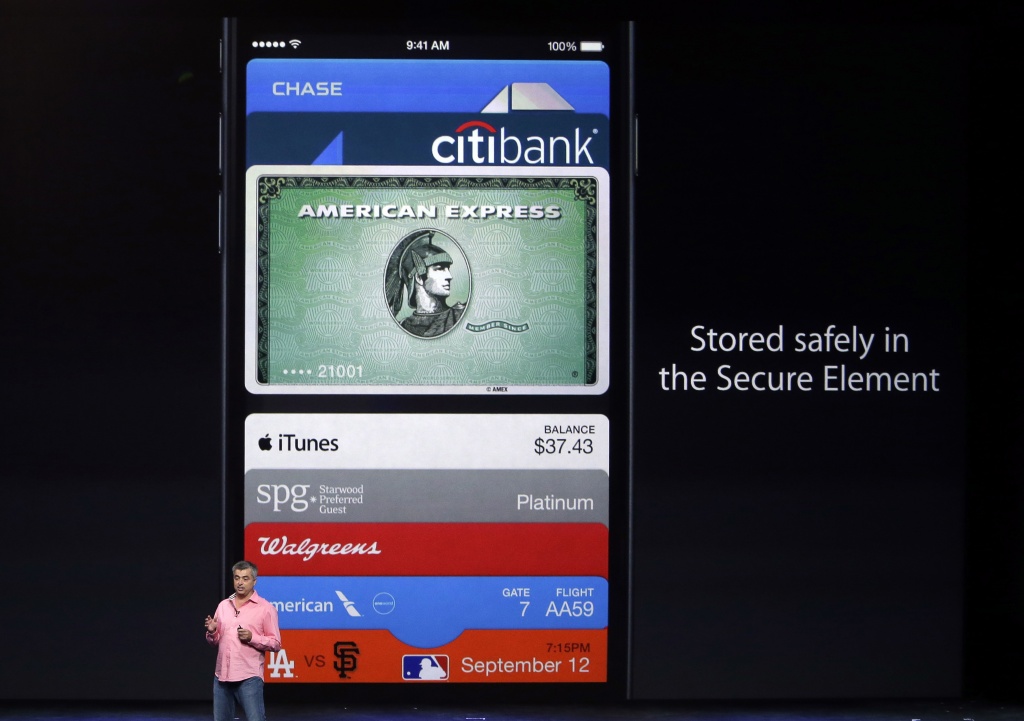 9:41 AM 100%
CHASE
citibank®
AMERICAN EXPRESS
MEMBER SINCE
•••• 21001
®
© AMEX
Stored safely in
the Secure Element
iTunes
BALANCE
$37.43
spg* Starwood
Preferred
Guest
Platinum
Walgreens
merican
GATE FLIGHT
7 AA59
LA VS SF
7:15PM
September 12